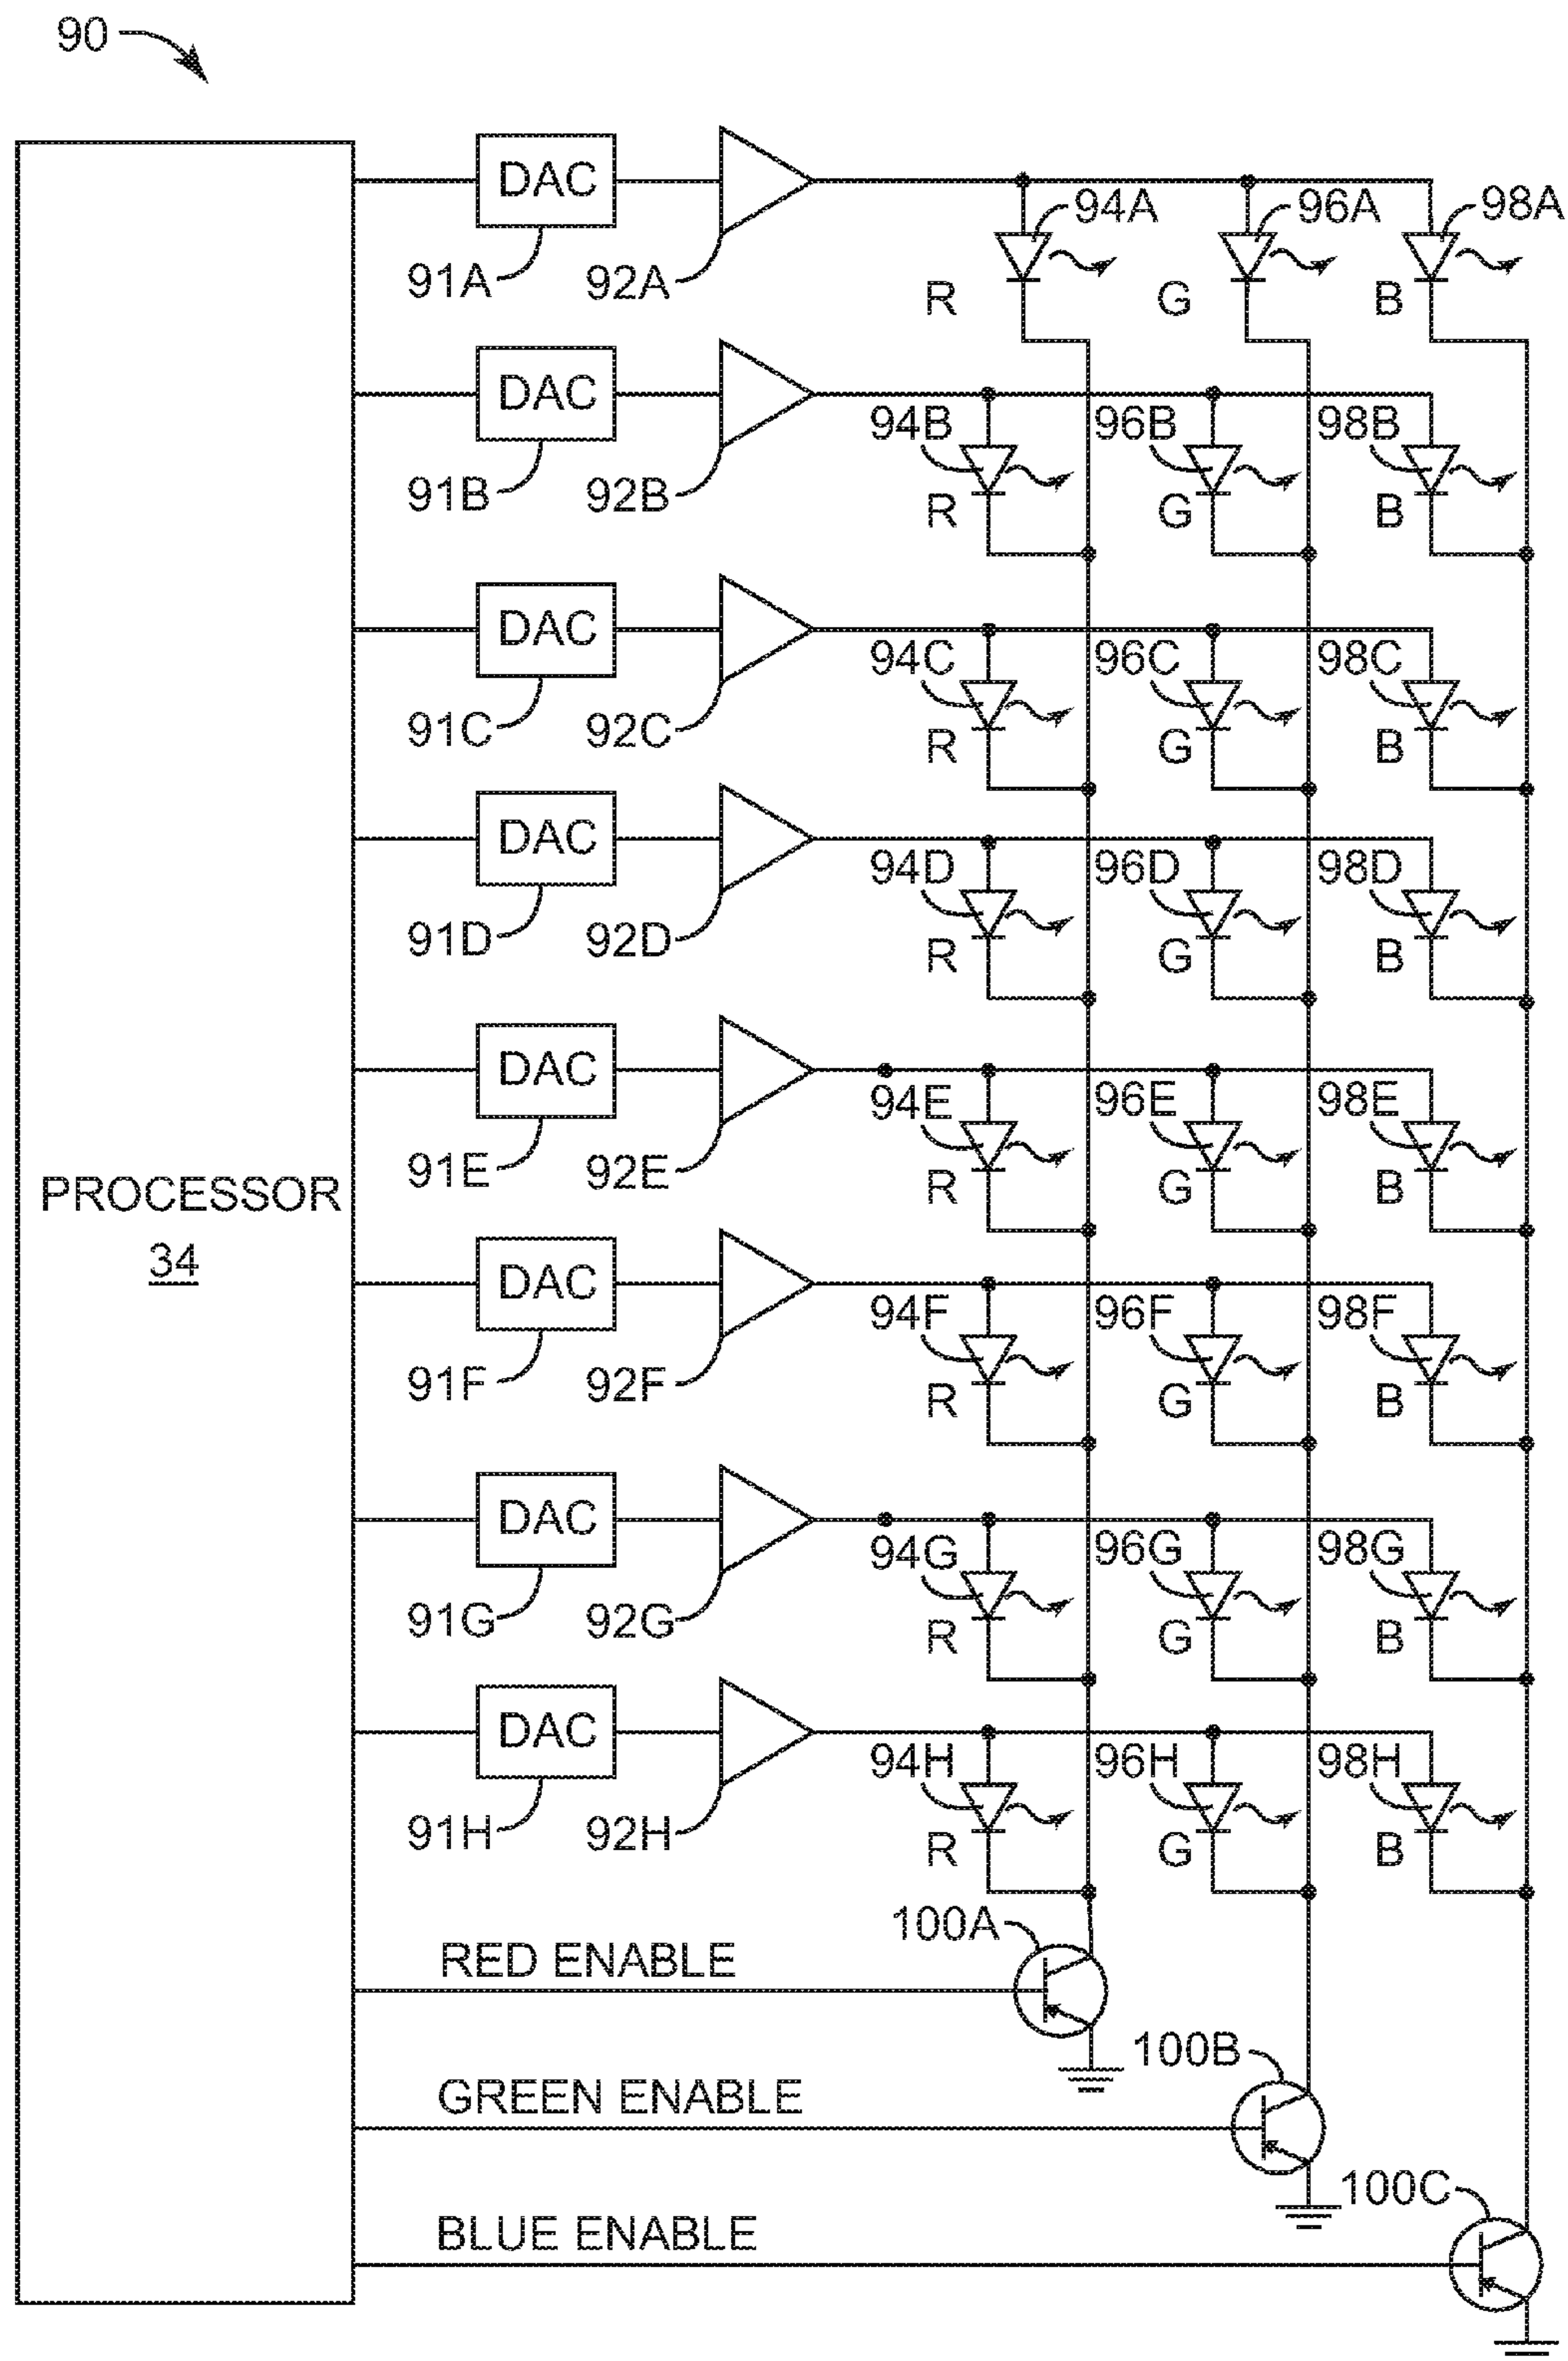 90
DAC
94A 96A 98A
91A 92A
R G B
DAC
94B 96B 98B
91B 92B
R G B
DAC
94C 96C 98C
91C 92C
R G B
DAC
94D 96D 98D
91D 92D
R G B
DAC
94E 96E 98E
91E 92E
R G B
PROCESSOR
34
DAC
94F 96F 98F
91F 92F
R G B
DAC
94G 96G 98G
91G 92G
R G B
DAC
94H 96H 98H
91H 92H
R G B
100A
RED ENABLE
100B
GREEN ENABLE
100C
BLUE ENABLE